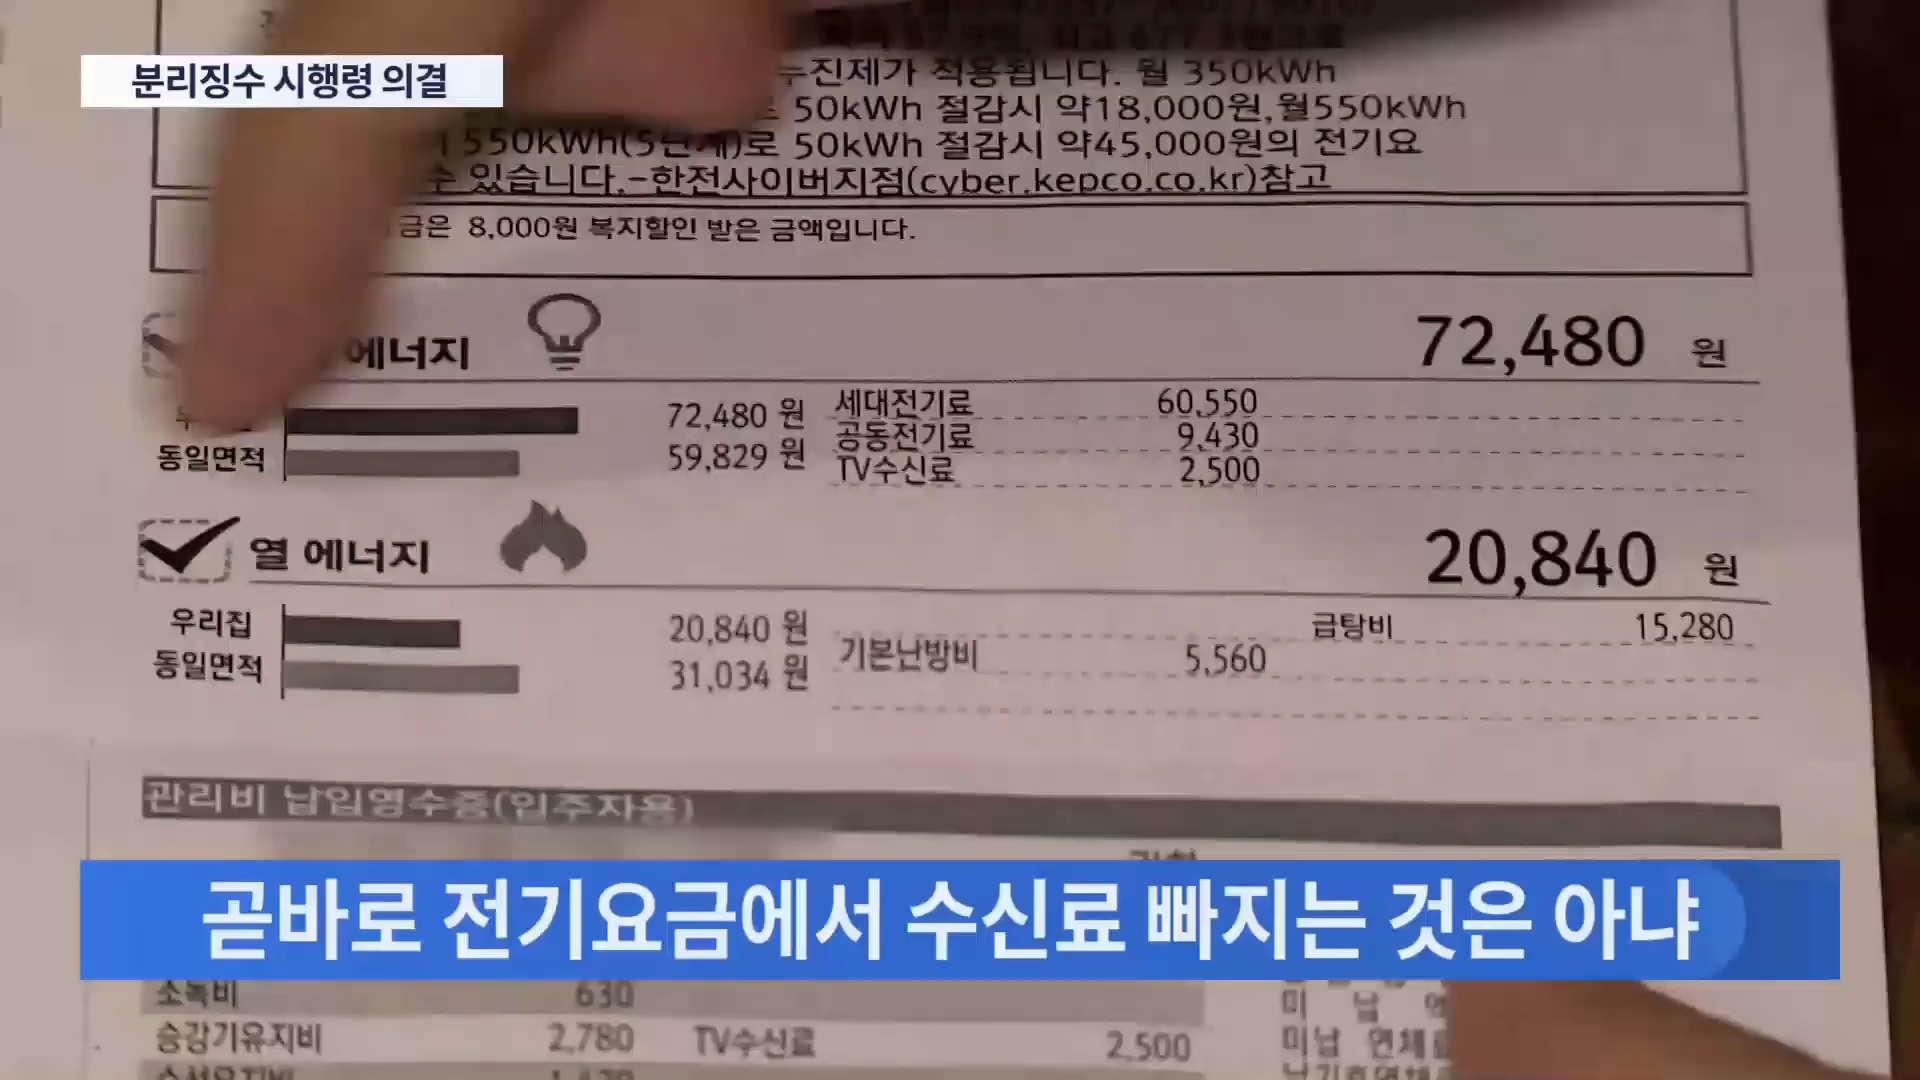 분리징수 시행령 의결
누진제가 적용됩니다. 월 350kWh
50kWh 절감시 약18,000원,월550kWh
550kWh(5단계)로 50kWh 절감시 약45,000원의 전기요
수 있습니다.-한전사이버지점(cyber.kepco.co.kr)참고
금은 8,000원 복지할인 받은 금액입니다.
에너지 72,480 원
72,480 원 세대전기료 60,550
공동전기료 9,430
동일면적 59,829 원 TV수신료 2,500
열 에너지 20,840 원
우리집 20,840 원 급탕비 15,280
기본난방비 5,560
동일면적 31,034 원
관리비 납입영수증(입주자용)
곧바로 전기요금에서 수신료 빠지는 것은 아냐
소독비 630
미 납
승강기유지비 2,780 TV수신료 2,500 미납 연체